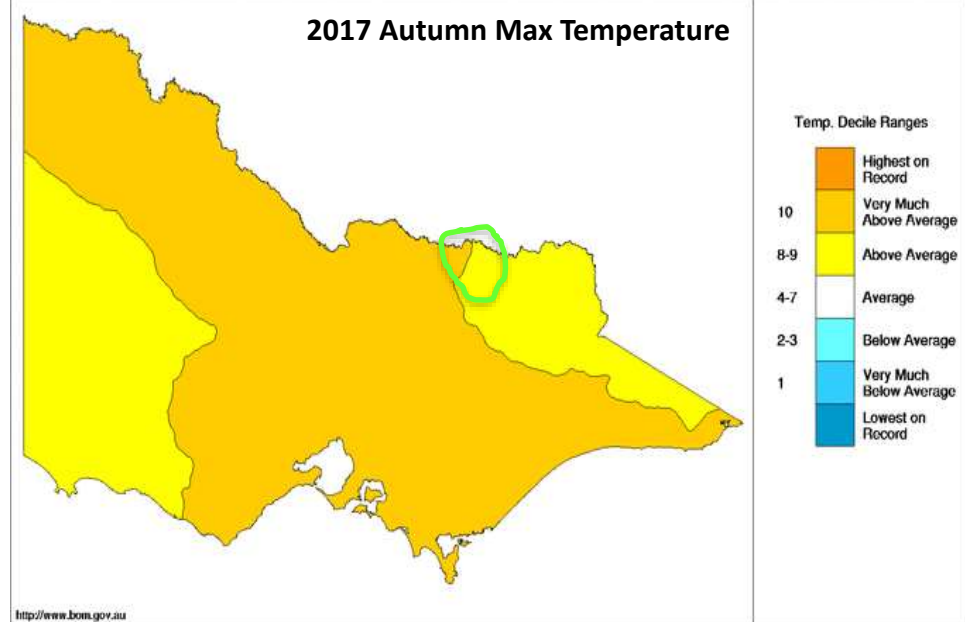 2017 Autumn Max Temperature
Temp. Decile Ranges
Highest on
Record
10
Very Much
Above Average
8-9
Above Average
4-7
Average
2-3
Below Average
1
Very Much
Below Average
Lowest on
Record
http://www.bom.gov.au